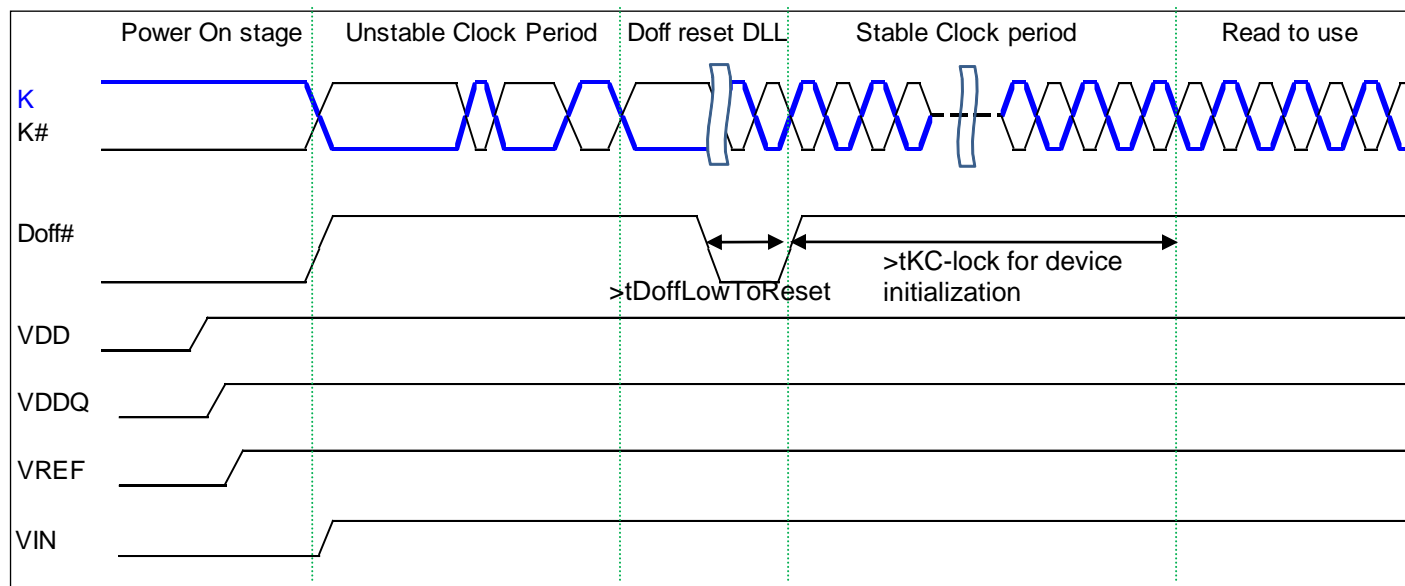 Power On stage
Unstable Clock Period
Doff reset DLL
Stable Clock period
Read to use
K
K#
Doff#
>tDoffLowToReset
>tKC-lock for device
initialization
VDD
VDDQ
VREF
VIN